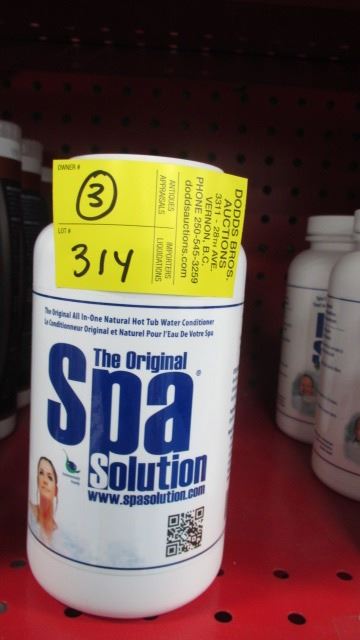 OWNER #
3
LOT #
314
ANTIQUES
APPRAISALS
IMPORTERS
LIQUIDATIONS
DODDS BROS.
AUCTIONS
3311 - 28TH AVE.
VERNON, B.C.
PHONE 250-545-3259
doddsauctions.com
The Original All In-One Natural Hot Tub Water Conditioner
Le Conditionneur Original et Naturel Pour l'Eau De Votre Spa
The Original
Spa®
Solution
www.spasolution.com